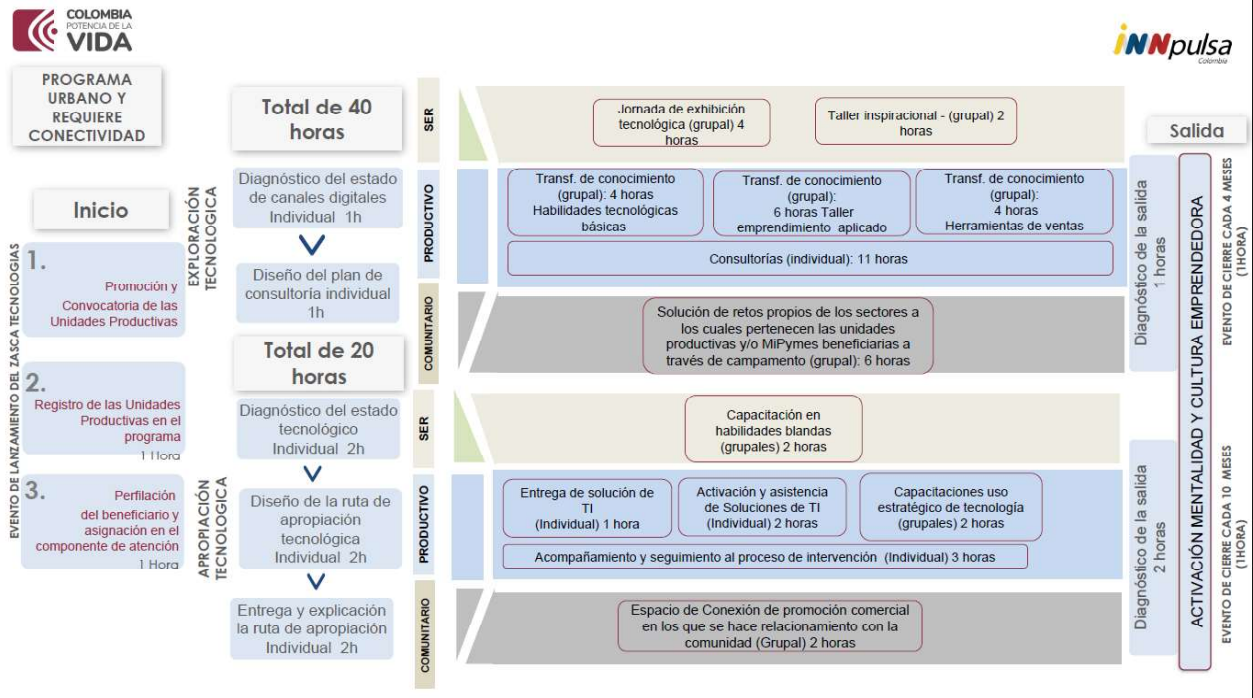 COLOMBIA
POTENCIA DE LA
VIDA
iNNpulsa
Colombia
PROGRAMA
URBANO Y
REQUIERE
CONECTIVIDAD
EVENTO DE LANZAMIENTO DEL ZASCA TECNOLOGIAS
Inicio
1.
Promoción y
Convocatoria de las
Unidades Productivas
2.
Registro de las Unidades
Productivas en el
programa
1 Hora
3.
Perfilación
del beneficiario y
asignación en el
componente de atención
1 Hora
EXPLORACIÓN
TECNOLOGICA
Total de 40
horas
Diagnóstico del estado
de canales digitales
Individual 1h
Diseño del plan de
consultoría individual
1h
SER
Jornada de exhibición
tecnológica (grupal) 4
horas
Taller inspiracional - (grupal) 2
horas
PRODUCTIVO
Transf. de conocimiento
(grupal): 4 horas
Habilidades tecnológicas
básicas
Transf. de conocimiento
(grupal):
6 horas Taller
emprendimiento aplicado
Transf. de conocimiento
(grupal):
4 horas
Herramientas de ventas
Consultorías (individual): 11 horas
COMUNITARIO
Solución de retos propios de los sectores a
los cuales pertenecen las unidades
productivas y/o MiPymes beneficiarias a
través de campamento (grupal): 6 horas
APROPIACIÓN
TECNOLOGICA
Total de 20
horas
Diagnóstico del estado
tecnológico
Individual 2h
Diseño de la ruta de
apropiación
tecnológica
Individual 2h
Entrega y explicación
la ruta de apropiación
Individual 2h
SER
Capacitación en
habilidades blandas
(grupales) 2 horas
PRODUCTIVO
Entrega de solución de
TI
(Individual) 1 hora
Activación y asistencia
de Soluciones de TI
(Individual) 2 horas
Capacitaciones uso
estratégico de tecnología
(grupales) 2 horas
Acompañamiento y seguimiento al proceso de intervención (Individual) 3 horas
COMUNITARIO
Espacio de Conexión de promoción comercial
en los que se hace relacionamiento con la
comunidad (Grupal) 2 horas
Salida
Diagnóstico de la salida
1 horas
Diagnóstico de la salida
2 horas
ACTIVACIÓN MENTALIDAD Y CULTURA EMPRENDEDORA
EVENTO DE CIERRE CADA 4 MESES
(1HORA)
EVENTO DE CIERRE CADA 10 MESES
(1HORA)